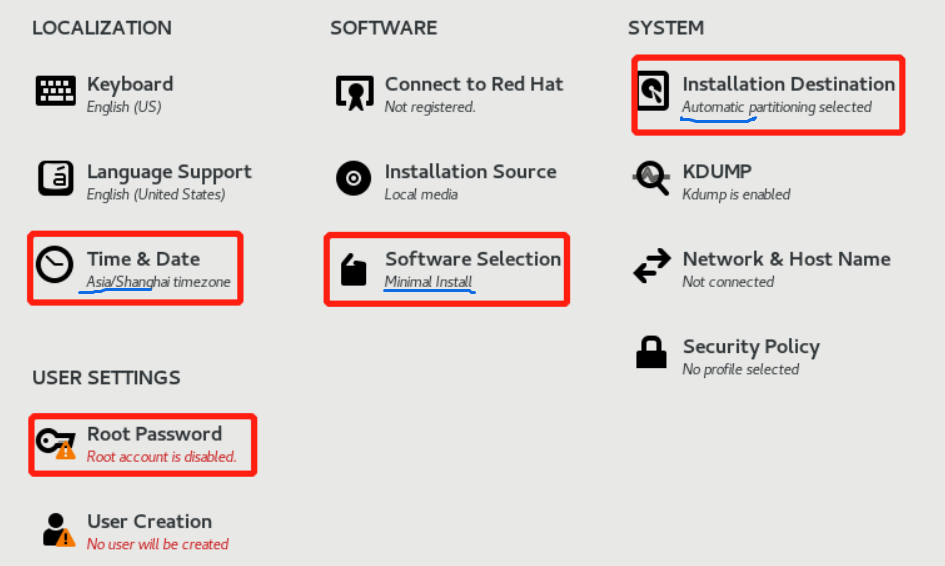 LOCALIZATION
Keyboard
English (US)
Language Support
English (United States)
Time & Date
Asia/Shanghai timezone
USER SETTINGS
Root Password
Root account is disabled.
User Creation
No user will be created
SOFTWARE
Connect to Red Hat
Not registered.
Installation Source
Local media
Software Selection
Minimal Install
SYSTEM
Installation Destination
Automatic partitioning selected
KDUMP
Kdump is enabled
Network & Host Name
Not connected
Security Policy
No profile selected